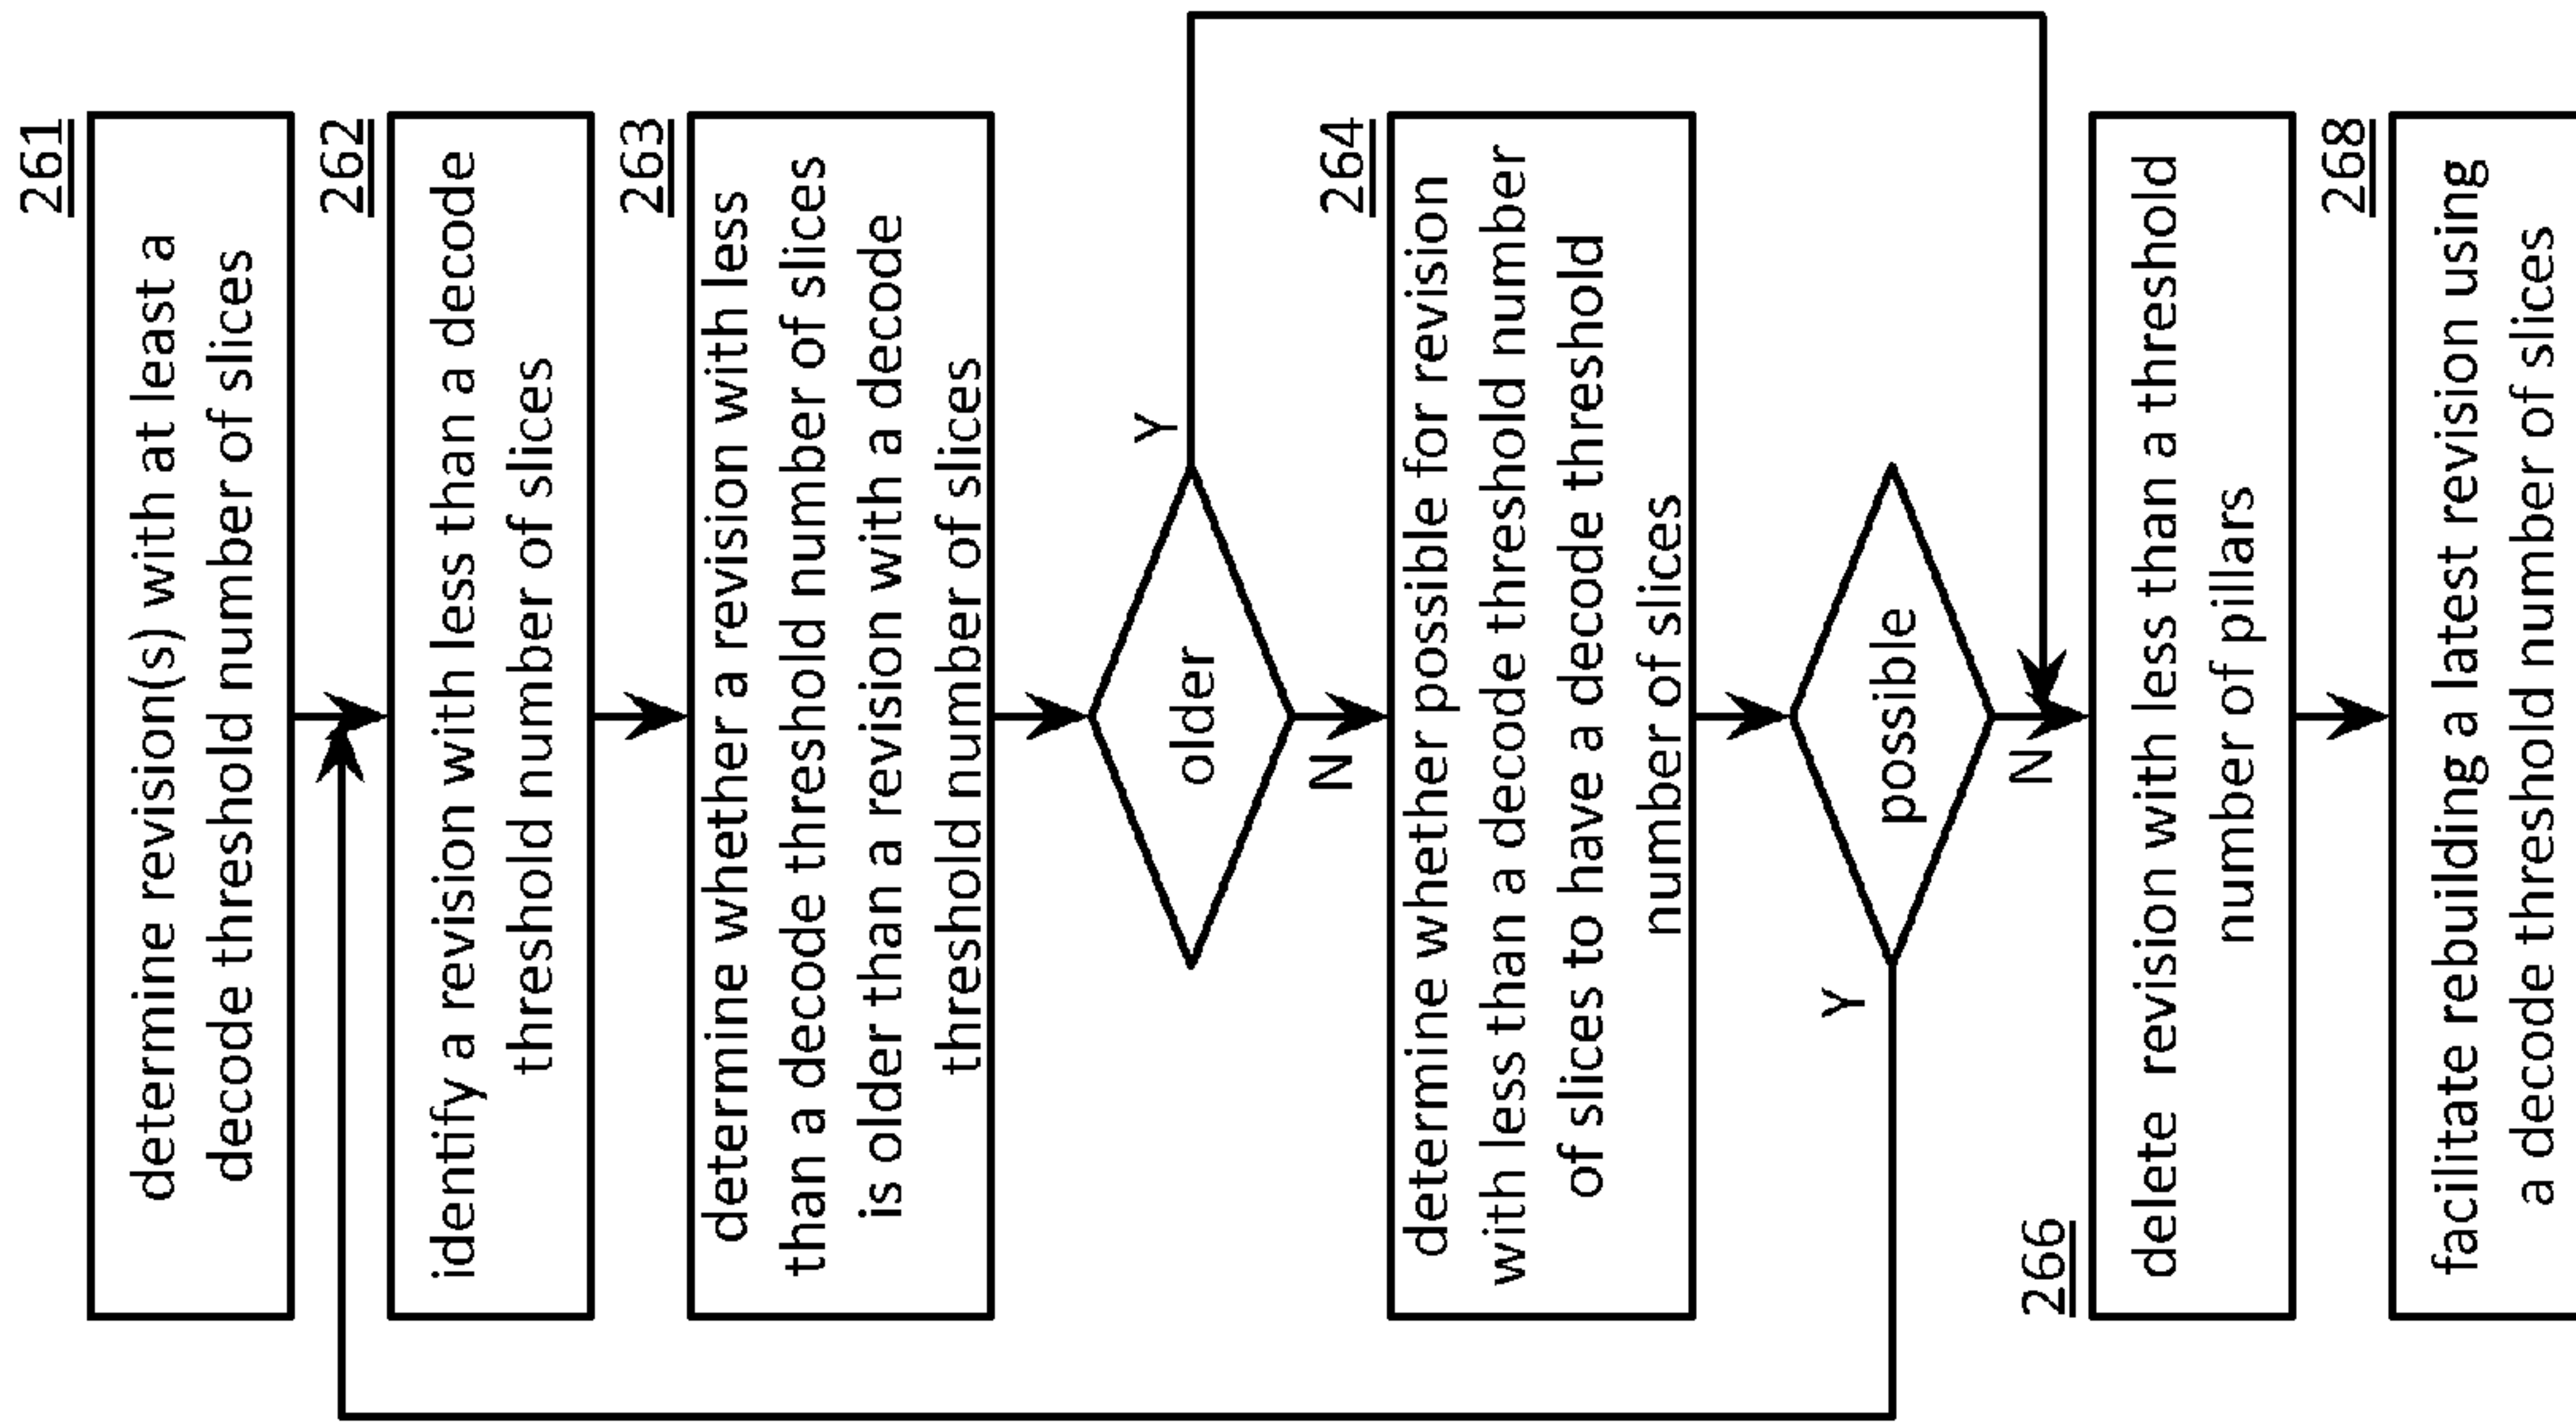 261
determine revision(s) with at least a
decode threshold number of slices
262
identify a revision with less than a decode
threshold number of slices
263
determine whether a revision with less
than a decode threshold number of slices
is older than a revision with a decode
threshold number of slices
older
Y
N
264
determine whether possible for revision
with less than a decode threshold number
of slices to have a decode threshold
number of slices
possible
Y
N
266
delete revision with less than a threshold
number of pillars
268
facilitate rebuilding a latest revision using
a decode threshold number of slices